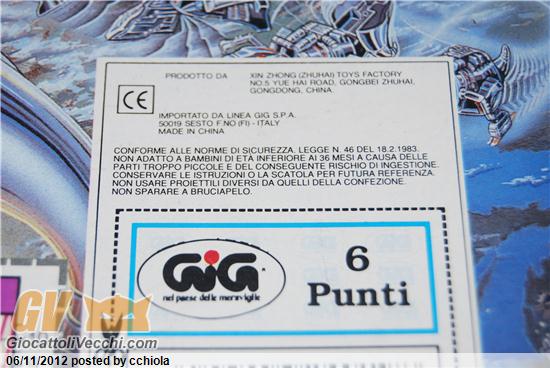 PRODOTTO DA
XIN ZHONG (ZHUHAI) TOYS FACTORY
NO.5 YUE HAI ROAD, GONGBEI ZHUHAI,
GONGDONG, CHINA.
CE
IMPORTATO DA LINEA GIG S.P.A.
50019 SESTO F.NO (FI) - ITALY
MADE IN CHINA
CONFORME ALLE NORME DI SICUREZZA. LEGGE N. 46 DEL 18.2.1983.
NON ADATTO A BAMBINI DI ETÀ INFERIORE AI 36 MESI A CAUSA DELLE
PARTI TROPPO PICCOLE E DEL CONSEGUENTE RISCHIO DI INGESTIONE.
CONSERVARE LE ISTRUZIONI O LA SCATOLA PER FUTURA REFERENZA.
NON USARE PROIETTILI DIVERSI DA QUELLI DELLA CONFEZIONE.
NON SPARARE A BRUCIAPELO.
GiG
nel paese delle meraviglie
6
Punti
GV
GiocattoliVecchi.com
06/11/2012 posted by cchiola